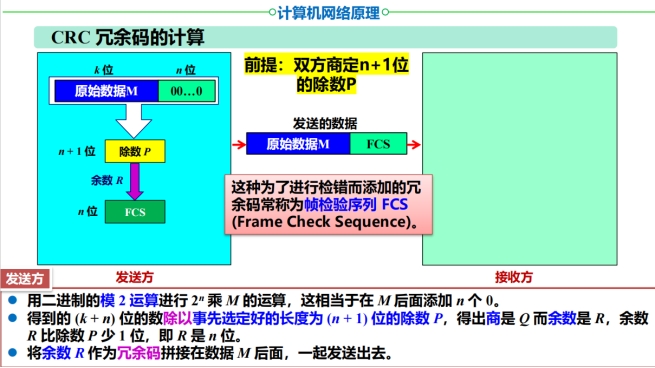 计算机网络原理
CRC 冗余码的计算
k 位 n 位
原始数据M 00…0
n + 1 位 除数 P
余数 R
n 位 FCS
前提：双方商定n+1位
的除数P
发送的数据
原始数据M FCS
这种为了进行检错而添加的冗
余码常称为帧检验序列 FCS
(Frame Check Sequence)。
发送方 接收方
发送方
用二进制的模 2 运算进行 2ⁿ 乘 M 的运算，这相当于在 M 后面添加 n 个 0。
得到的 (k + n) 位的数除以事先选定好的长度为 (n + 1) 位的除数 P，得出商是 Q 而余数是 R，余数
R 比除数 P 少 1 位，即 R 是 n 位。
将余数 R 作为冗余码拼接在数据 M 后面，一起发送出去。